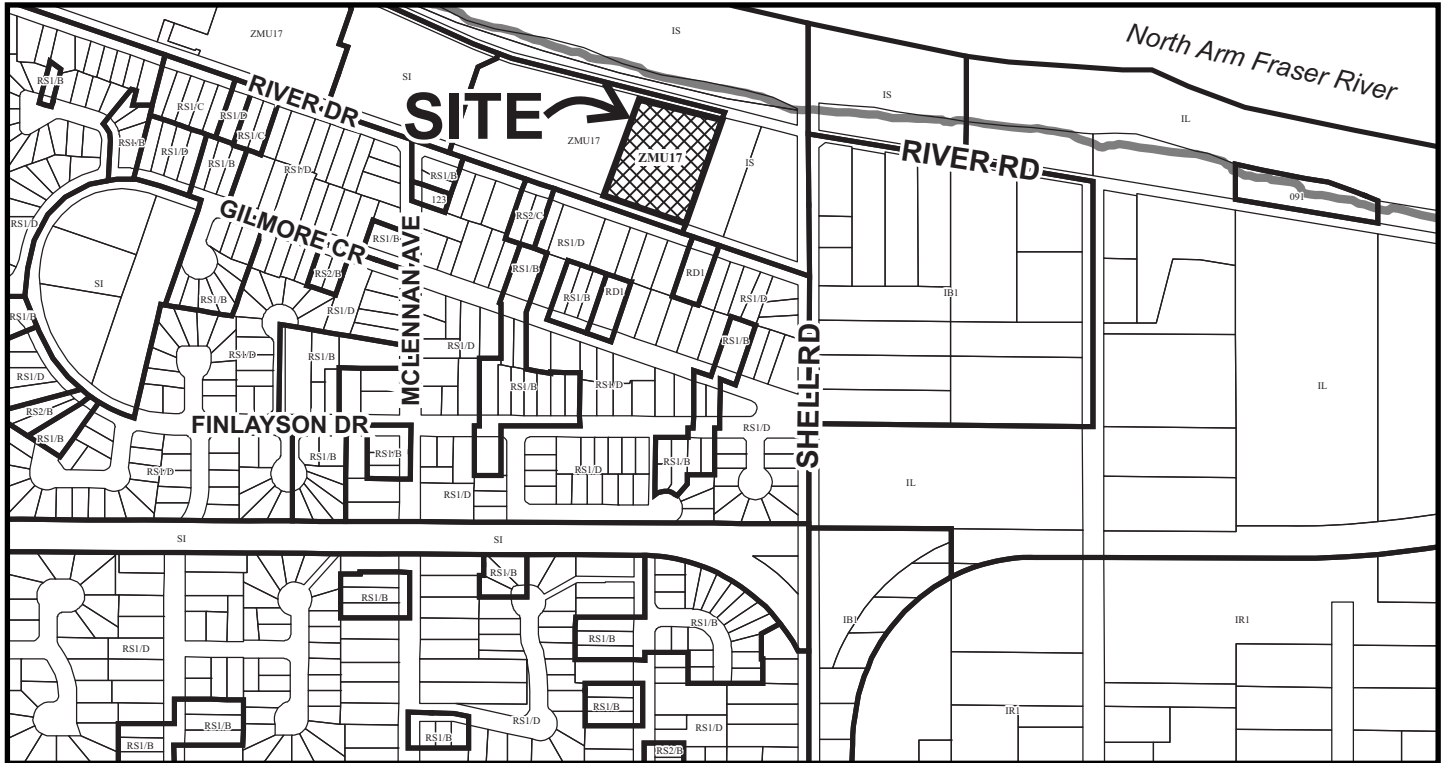 ZMU17
IS
North Arm Fraser River
SI
RS1/B
RIVER DR
SITE
IS
RS1/C
RS1/D
IL
RS1/C
ZMU17
ZMU17
RIVER RD
RS1/B
RS1/D
RS1/B
RS1/D
IS
RS1/B
123
091
RS1/D
GILMORE CR
RS2/C
RS1/B
MCLENNAN AVE
RS1/D
RS2/B
RS1/B
RD1
SI
RS1/B
RS1/B
RD1
RS1/D
IB1
RS1/B
RS1/D
RS1/B
RS1/D
RS1/B
RS1/D
SHELL RD
RS1/D
RS1/B
RS1/D
IL
RS2/B
FINLAYSON DR
RS1/D
RS1/B
RS1/B
RS1/B
RS1/B
RS1/D
RS1/D
RS1/D
IL
SI
SI
RS1/B
RS1/B
RS1/B
IB1
IR1
RS1/D
RS1/B
RS1/B
IR1
RS1/B
RS1/D
RS1/D
RS1/B
RS1/B
RS2/B